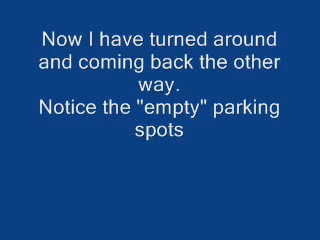 Now I have turned around
and coming back the other
way.
Notice the "empty" parking
spots